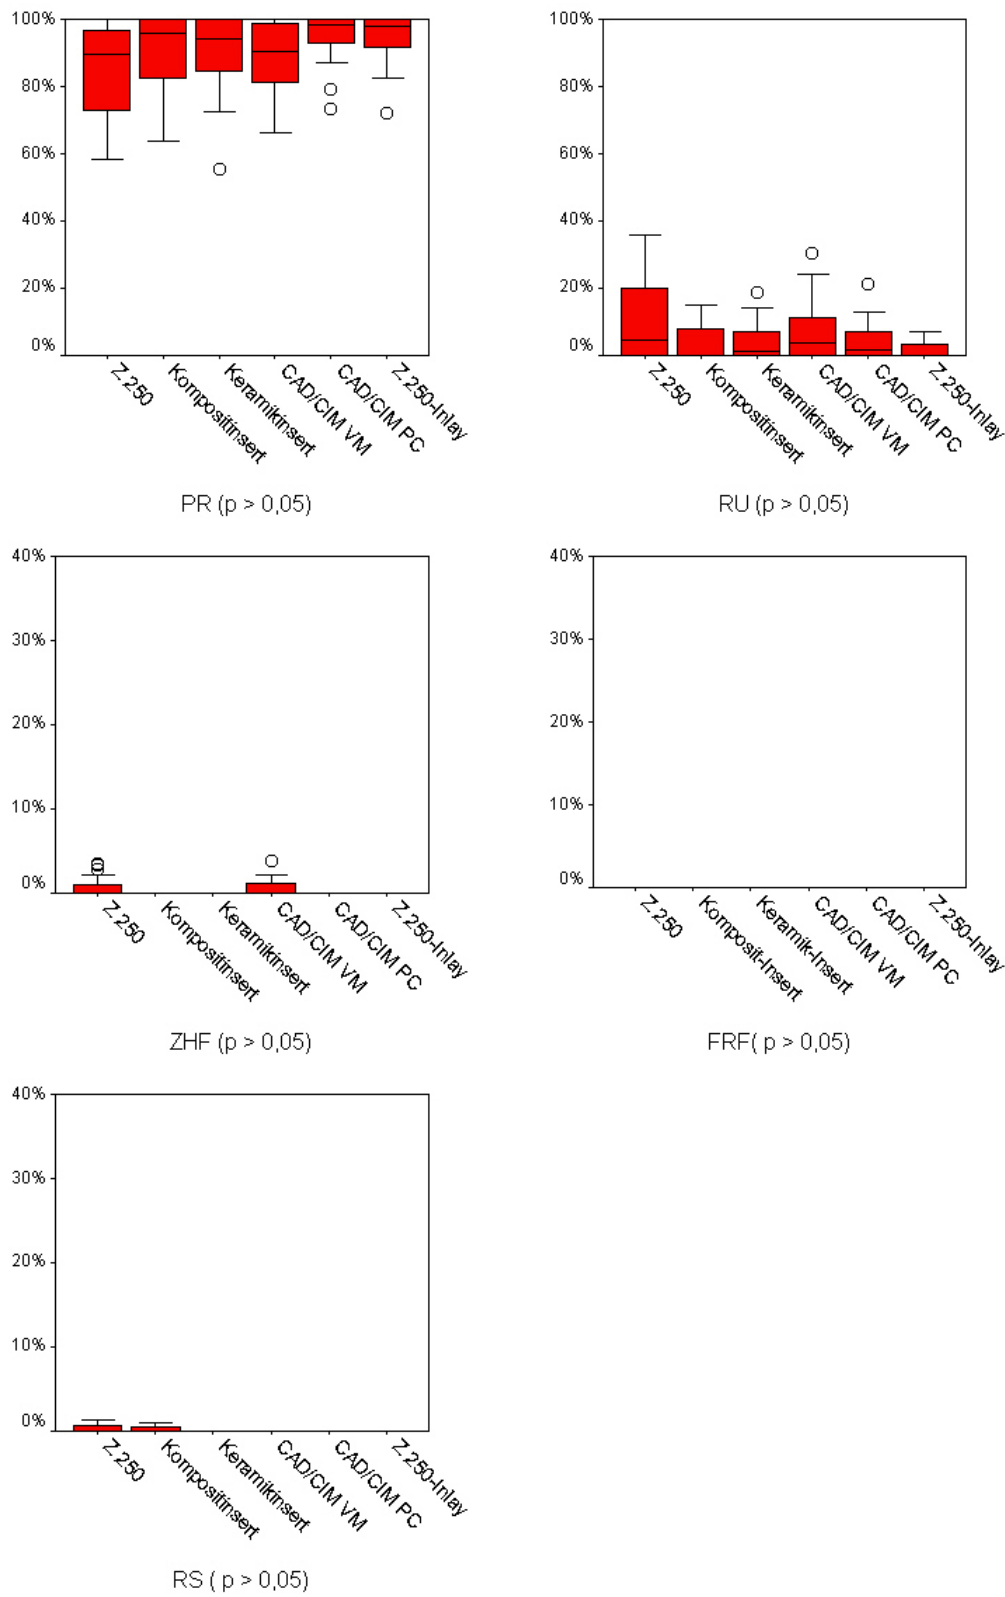 100%
80%
60%
40%
20%
0%
Z 250
Kompositinsert
Keramikinsert
CAD/CIM VM
CAD/CIM PC
Z 250-Inlay
PR (p > 0,05)
100%
80%
60%
40%
20%
0%
Z 250
Kompositinsert
Keramikinsert
CAD/CIM VM
CAD/CIM PC
Z 250-Inlay
RU (p > 0,05)
40%
30%
20%
10%
0%
Z 250
Kompositinsert
Keramikinsert
CAD/CIM VM
CAD/CIM PC
Z 250-Inlay
ZHF (p > 0,05)
40%
30%
20%
10%
0%
Z 250
Komposit-Insert
Keramik-Insert
CAD/CIM VM
CAD/CIM PC
Z 250-Inlay
FRF( p > 0,05)
40%
30%
20%
10%
0%
Z 250
Kompositinsert
Keramikinsert
CAD/CIM VM
CAD/CIM PC
Z 250-Inlay
RS ( p > 0,05)